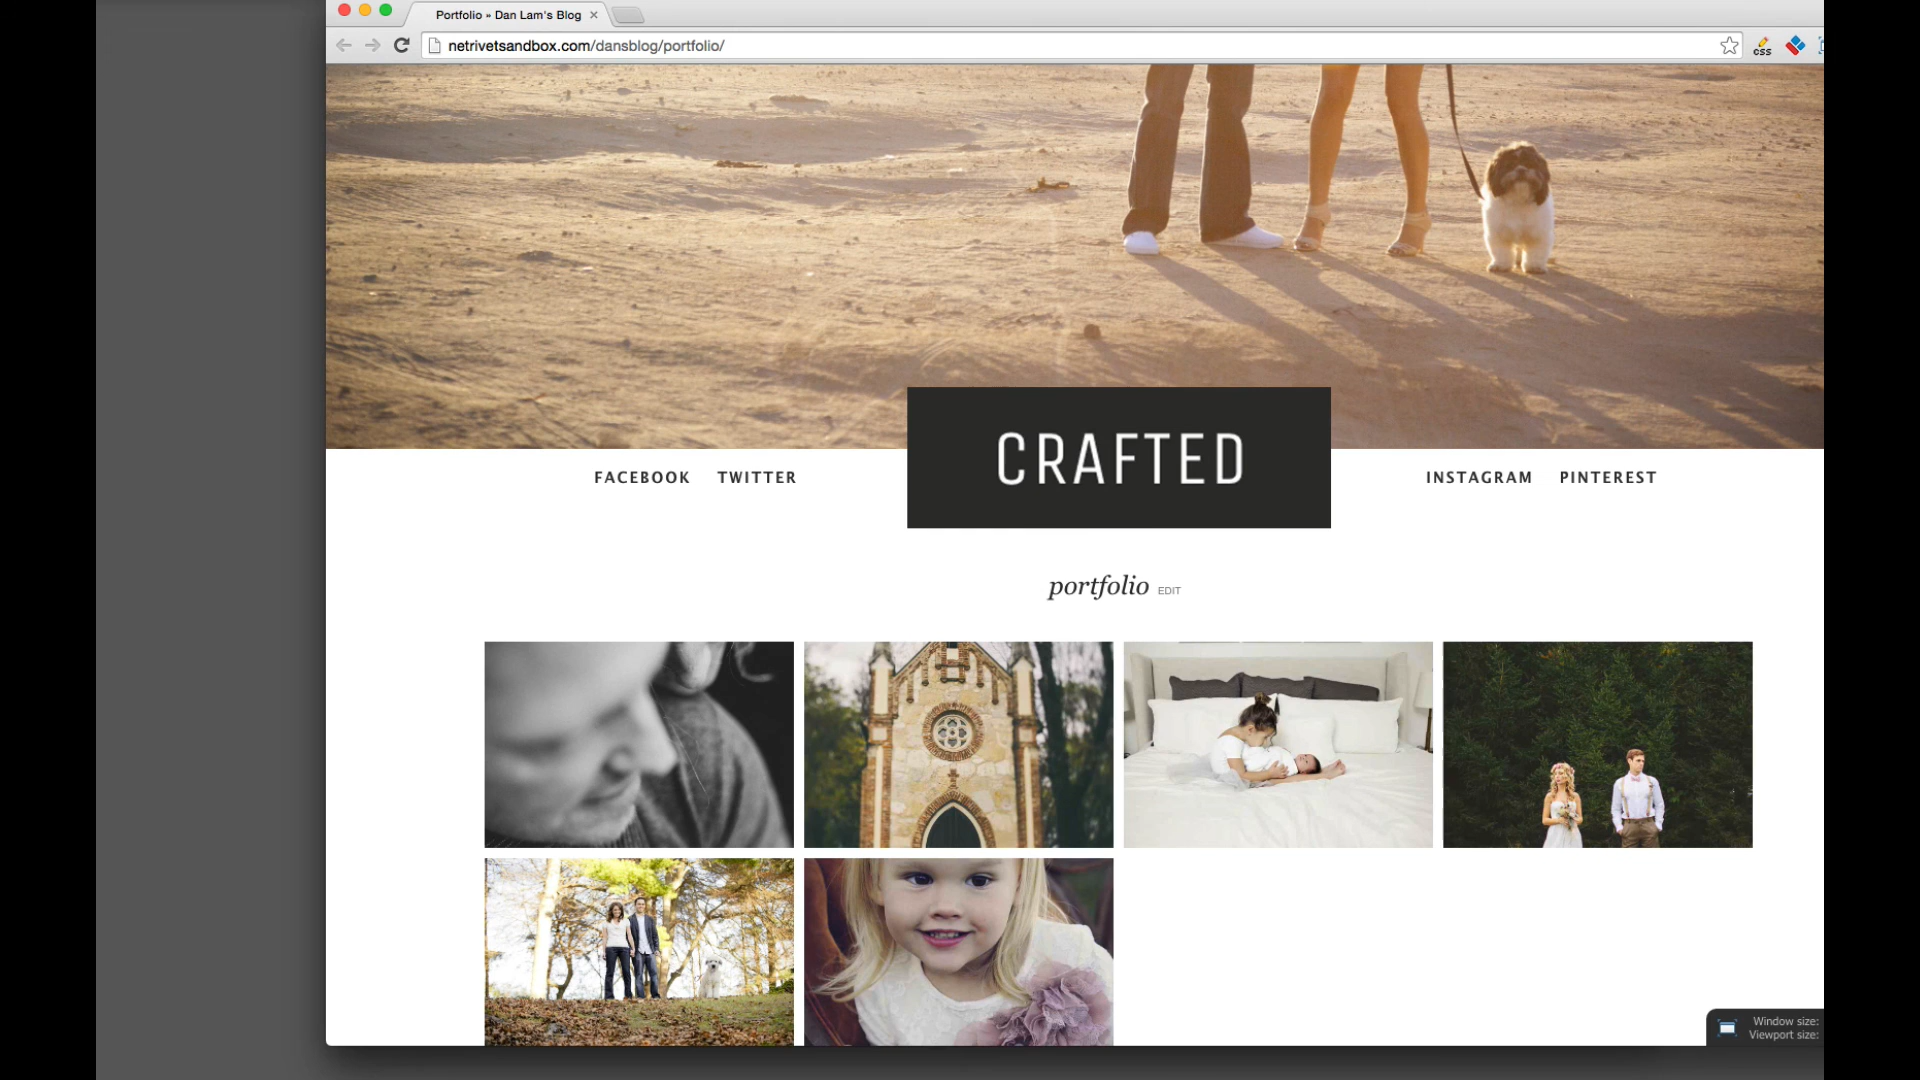 Portfolio » Dan Lam's Blog
netrivetsandbox.com/dansblog/portfolio/
css
CRAFTED
FACEBOOK TWITTER
INSTAGRAM PINTEREST
portfolio EDIT
Window size:
Viewport size: